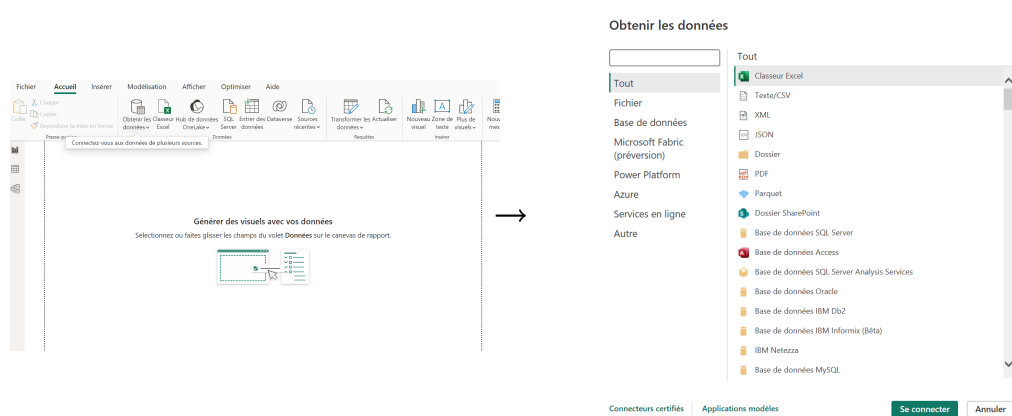 Fichier Accueil Insérer Modélisation Afficher Optimiser Aide
Coller
Couper
Copier
Reproduire la mise en forme
Presse-papiers
Obtenir les données
Classeur Excel
Hub de données OneLake
SQL Server
Entrer des données
Dataverse
Sources récentes
Données
Transformer les données
Actualiser
Requêtes
Nouveau visuel
Zone de texte
Plus de visuels
Insérer
Connectez-vous aux données de plusieurs sources.
Générer des visuels avec vos données
Sélectionnez ou faites glisser les champs du volet Données sur le canevas de rapport.
Obtenir les données
Tout
Fichier
Base de données
Microsoft Fabric
(préversion)
Power Platform
Azure
Services en ligne
Autre
Tout
Classeur Excel
Texte/CSV
XML
JSON
Dossier
PDF
Parquet
Dossier SharePoint
Base de données SQL Server
Base de données Access
Base de données SQL Server Analysis Services
Base de données Oracle
Base de données IBM Db2
Base de données IBM Informix (Bêta)
IBM Netezza
Base de données MySQL
Connecteurs certifiés Applications modèles Se connecter Annuler